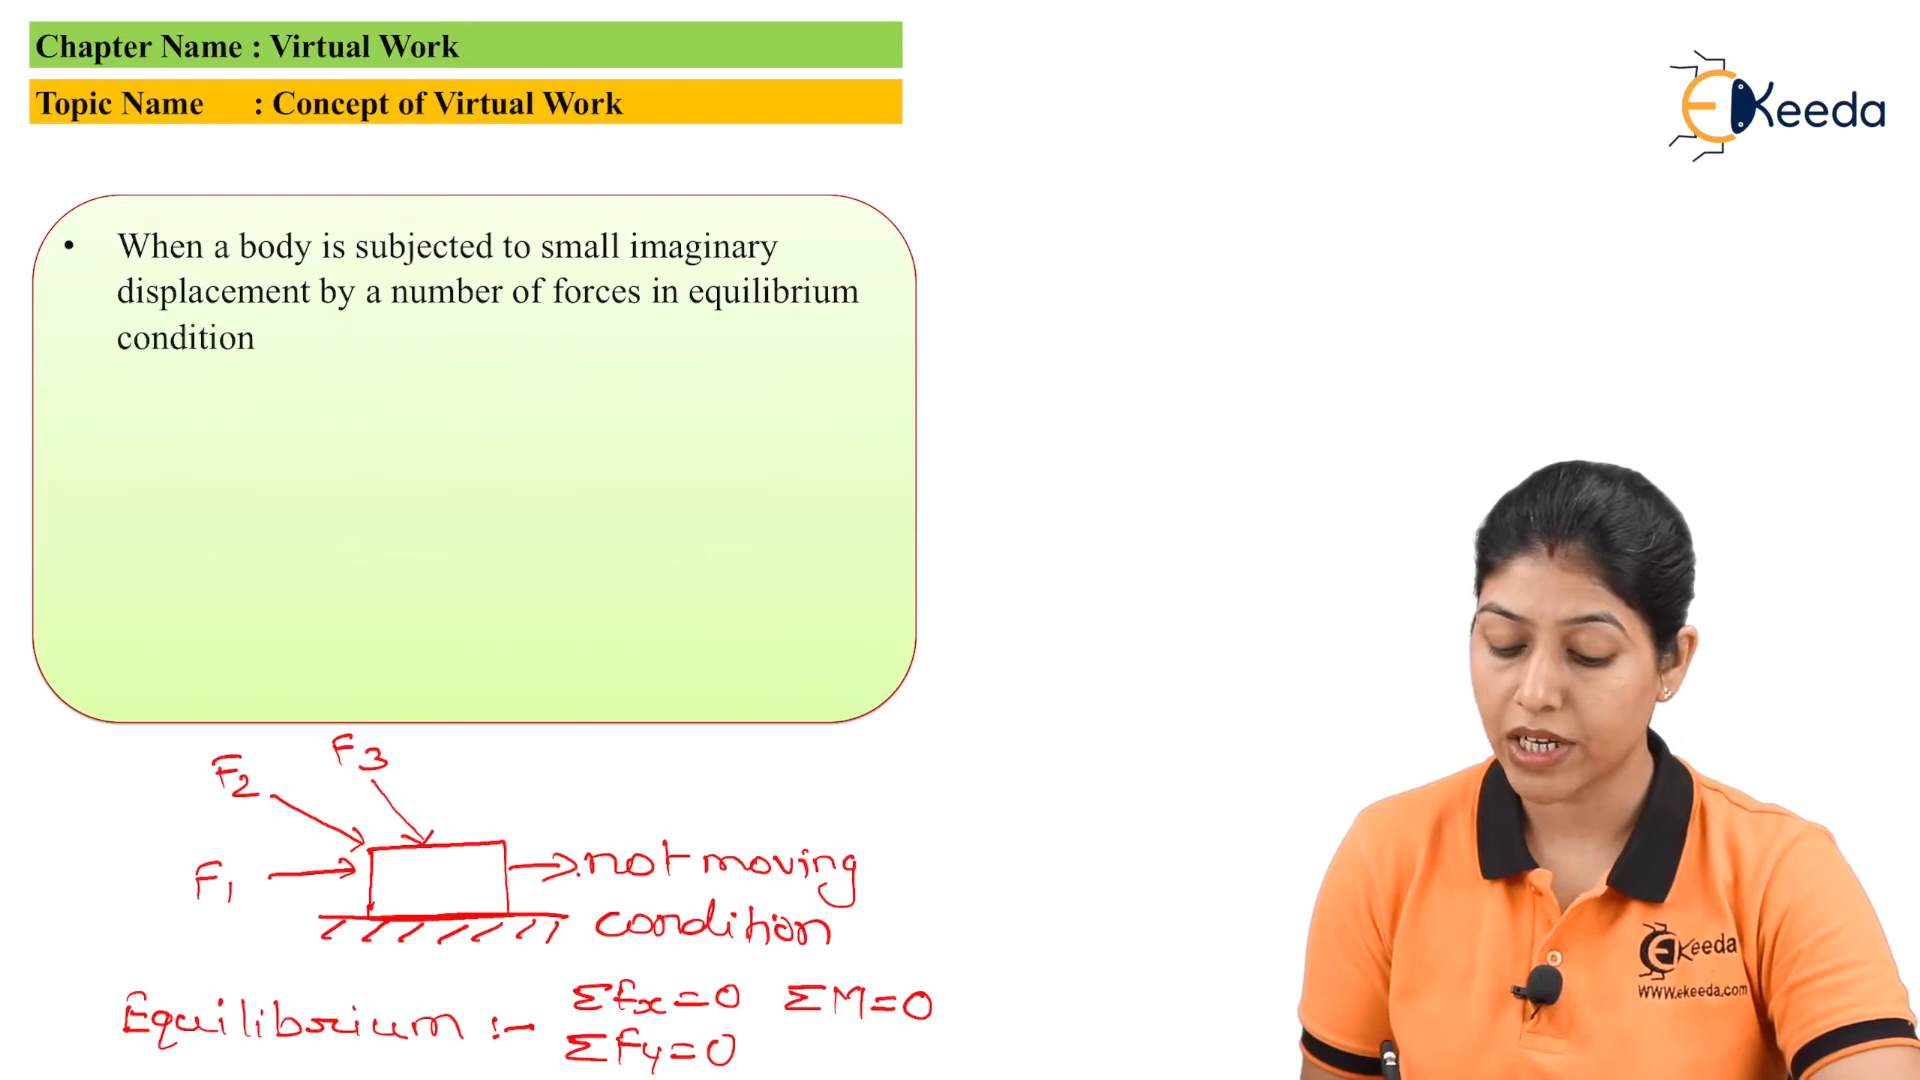 Chapter Name : Virtual Work
Topic Name : Concept of Virtual Work
EKeeda
• When a body is subjected to small imaginary
displacement by a number of forces in equilibrium
condition
F3
F2
F1
not moving
condition
Equilibrium :- Σfx=0 ΣM=0
Σfy=0
EKeeda
www.ekeeda.com